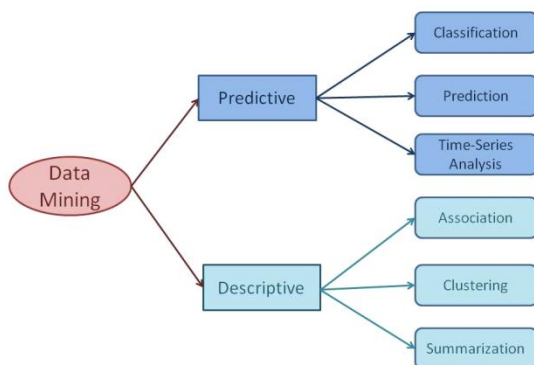 Data
Mining
Predictive
Classification
Prediction
Time-Series
Analysis
Descriptive
Association
Clustering
Summarization